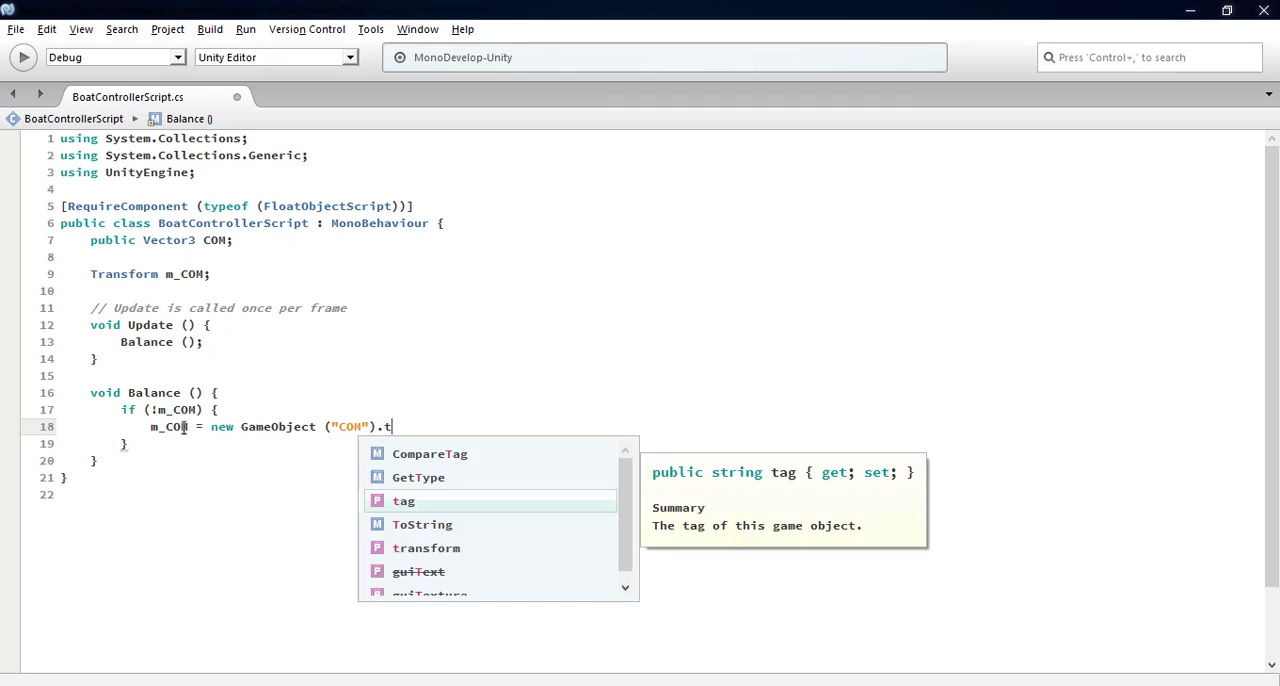 File Edit View Search Project Build Run Version Control Tools Window Help
Debug Unity Editor MonoDevelop-Unity Press 'Control+,' to search
BoatControllerScript.cs
BoatControllerScript Balance ()
1 using System.Collections;
2 using System.Collections.Generic;
3 using UnityEngine;
4
5 [RequireComponent (typeof (FloatObjectScript))]
6 public class BoatControllerScript : MonoBehaviour {
7 public Vector3 COM;
8
9 Transform m_COM;
10
11 // Update is called once per frame
12 void Update () {
13 Balance ();
14 }
15
16 void Balance () {
17 if (!m_COM) {
18 m_COM = new GameObject ("COM").t
19 }
20 }
21 }
22
M CompareTag
M GetType
P tag
M ToString
P transform
P guiText
P guiTexture
public string tag { get; set; }
Summary
The tag of this game object.